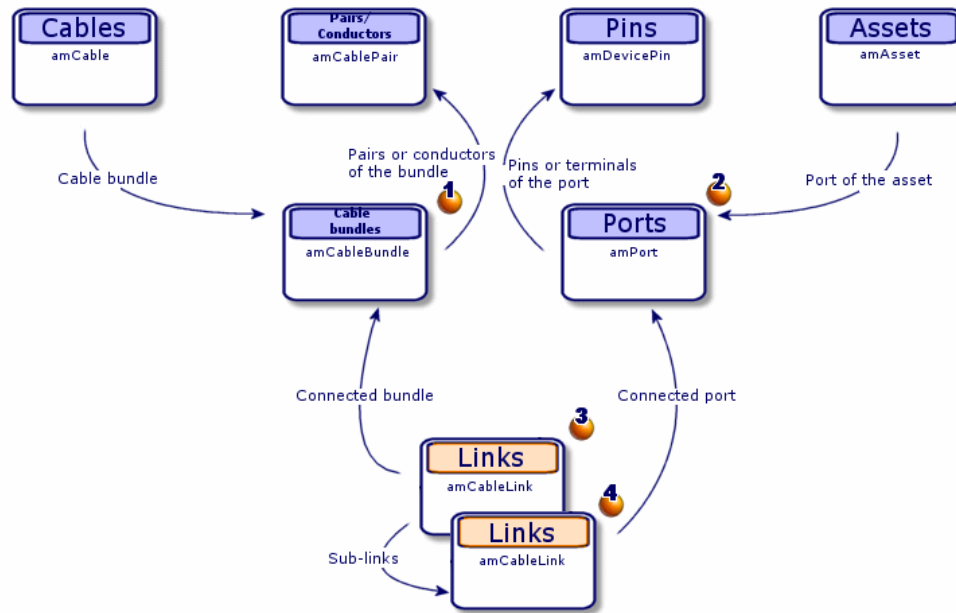 Cables
amCable
Pairs/
Conductors
amCablePair
Pins
amDevicePin
Assets
amAsset
Cable bundle
Pairs or conductors
of the bundle
Pins or terminals
of the port
Port of the asset
1
2
Cable
bundles
amCableBundle
Ports
amPort
Connected bundle
Connected port
3
Links
amCableLink
4
Links
amCableLink
Sub-links